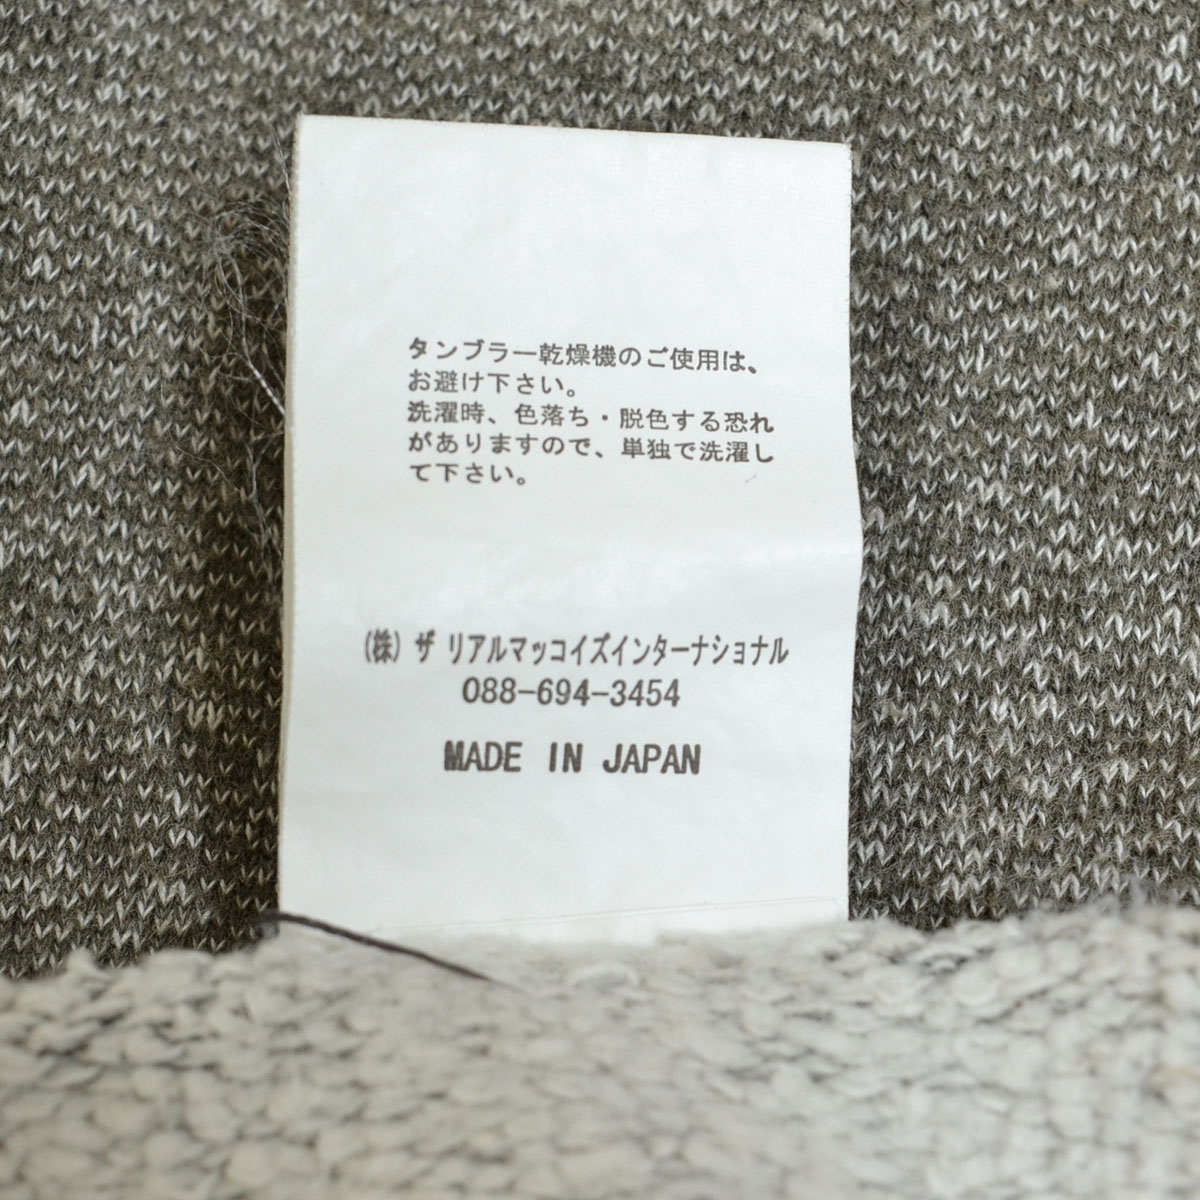 タンブラー乾燥機のご使用は、
お避け下さい。
洗濯時、色落ち・脱色する恐れ
がありますので、単独で洗濯し
て下さい。
(株) ザ リアルマッコイズインターナショナル
088-694-3454
MADE IN JAPAN